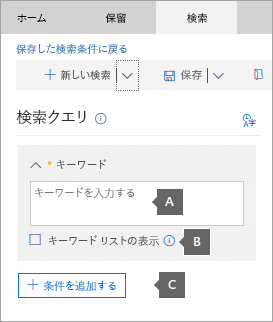 ホーム 保留 検索
保存した検索条件に戻る
+ 新しい検索 保存
検索クエリ
* キーワード
キーワードを入力する A
キーワード リストの表示 B
+ 条件を追加する C